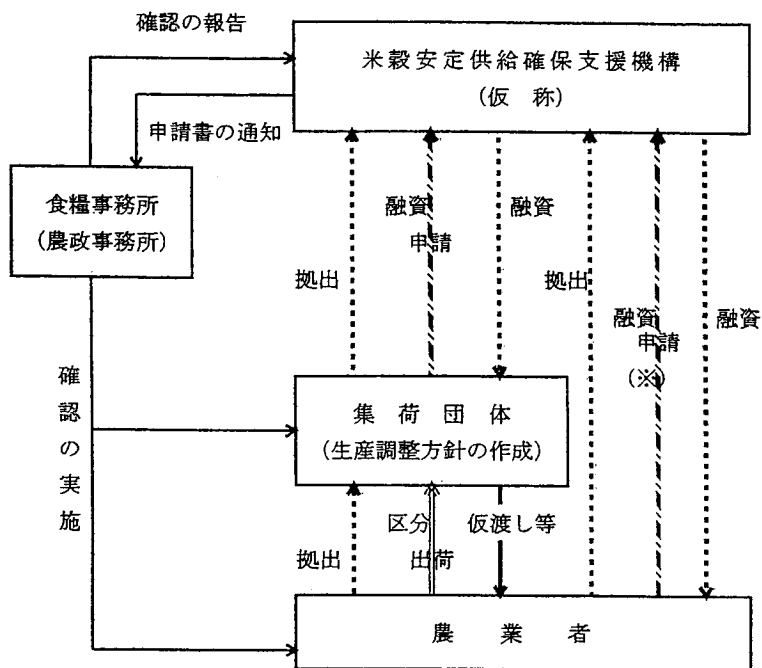 確認の報告
米穀安定供給確保支援機構
(仮 称)
申請書の通知
食糧事務所
(農政事務所)
拠出
融資
申請
融資
拠出
融資
申請
(※)
融資
確認の実施
集 荷 団 体
(生産調整方針の作成)
拠出
区分
出荷
仮渡し等
農 業 者